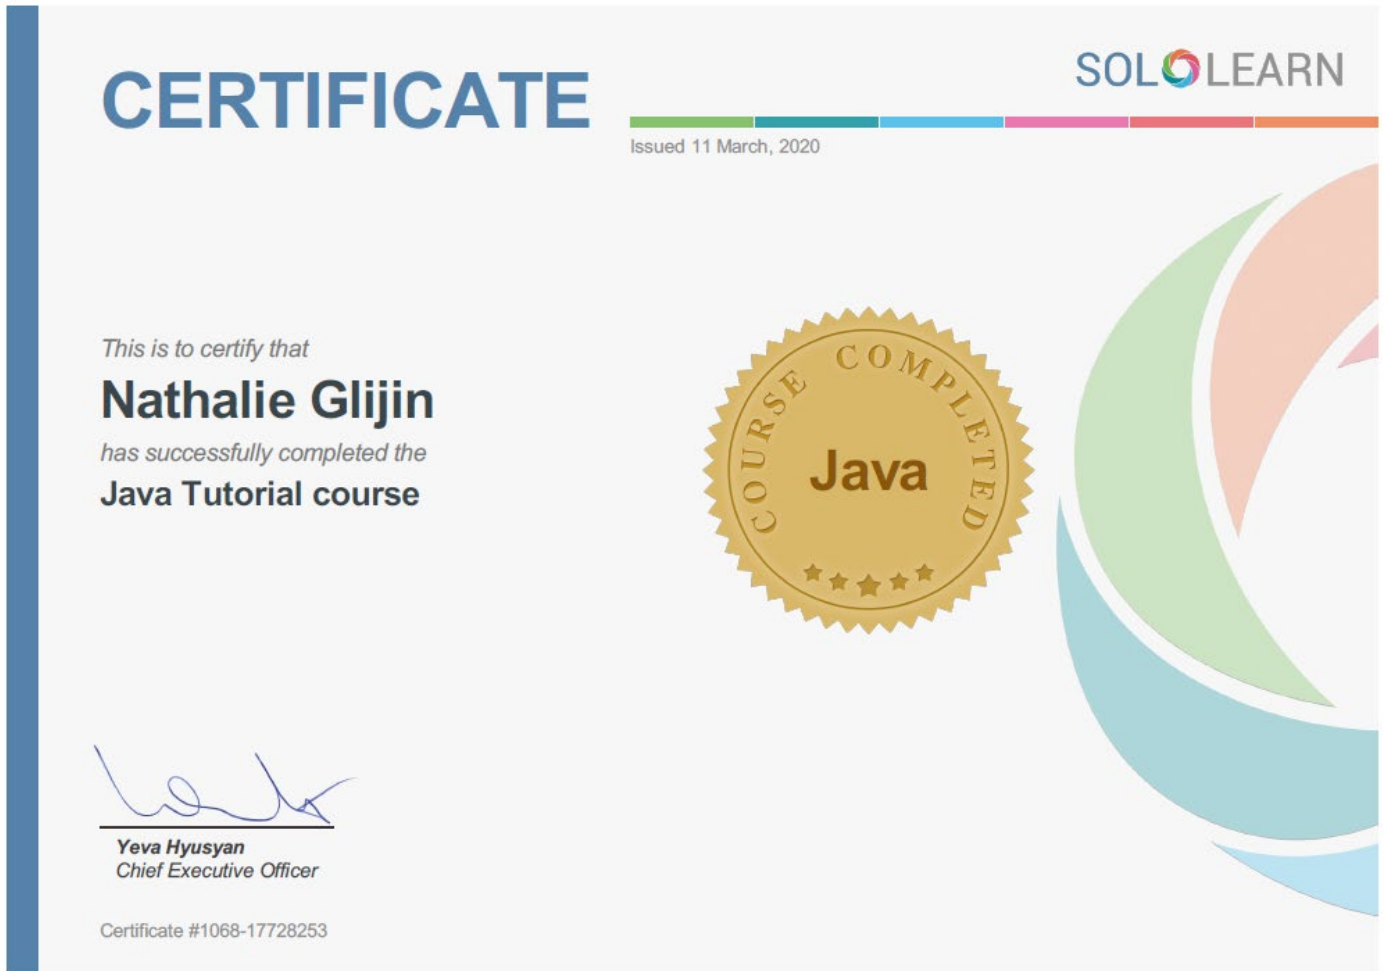 CERTIFICATE
SOLOLEARN
Issued 11 March, 2020
This is to certify that
Nathalie Glijin
has successfully completed the
Java Tutorial course
COURSE COMPLETED
Java
Yeva Hyusyan
Chief Executive Officer
Certificate #1068-17728253